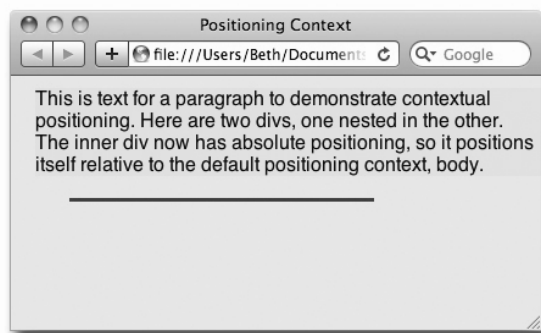 Positioning Context
+ file:///Users/Beth/Documents Google
This is text for a paragraph to demonstrate contextual
positioning. Here are two divs, one nested in the other.
The inner div now has absolute positioning, so it positions
itself relative to the default positioning context, body.